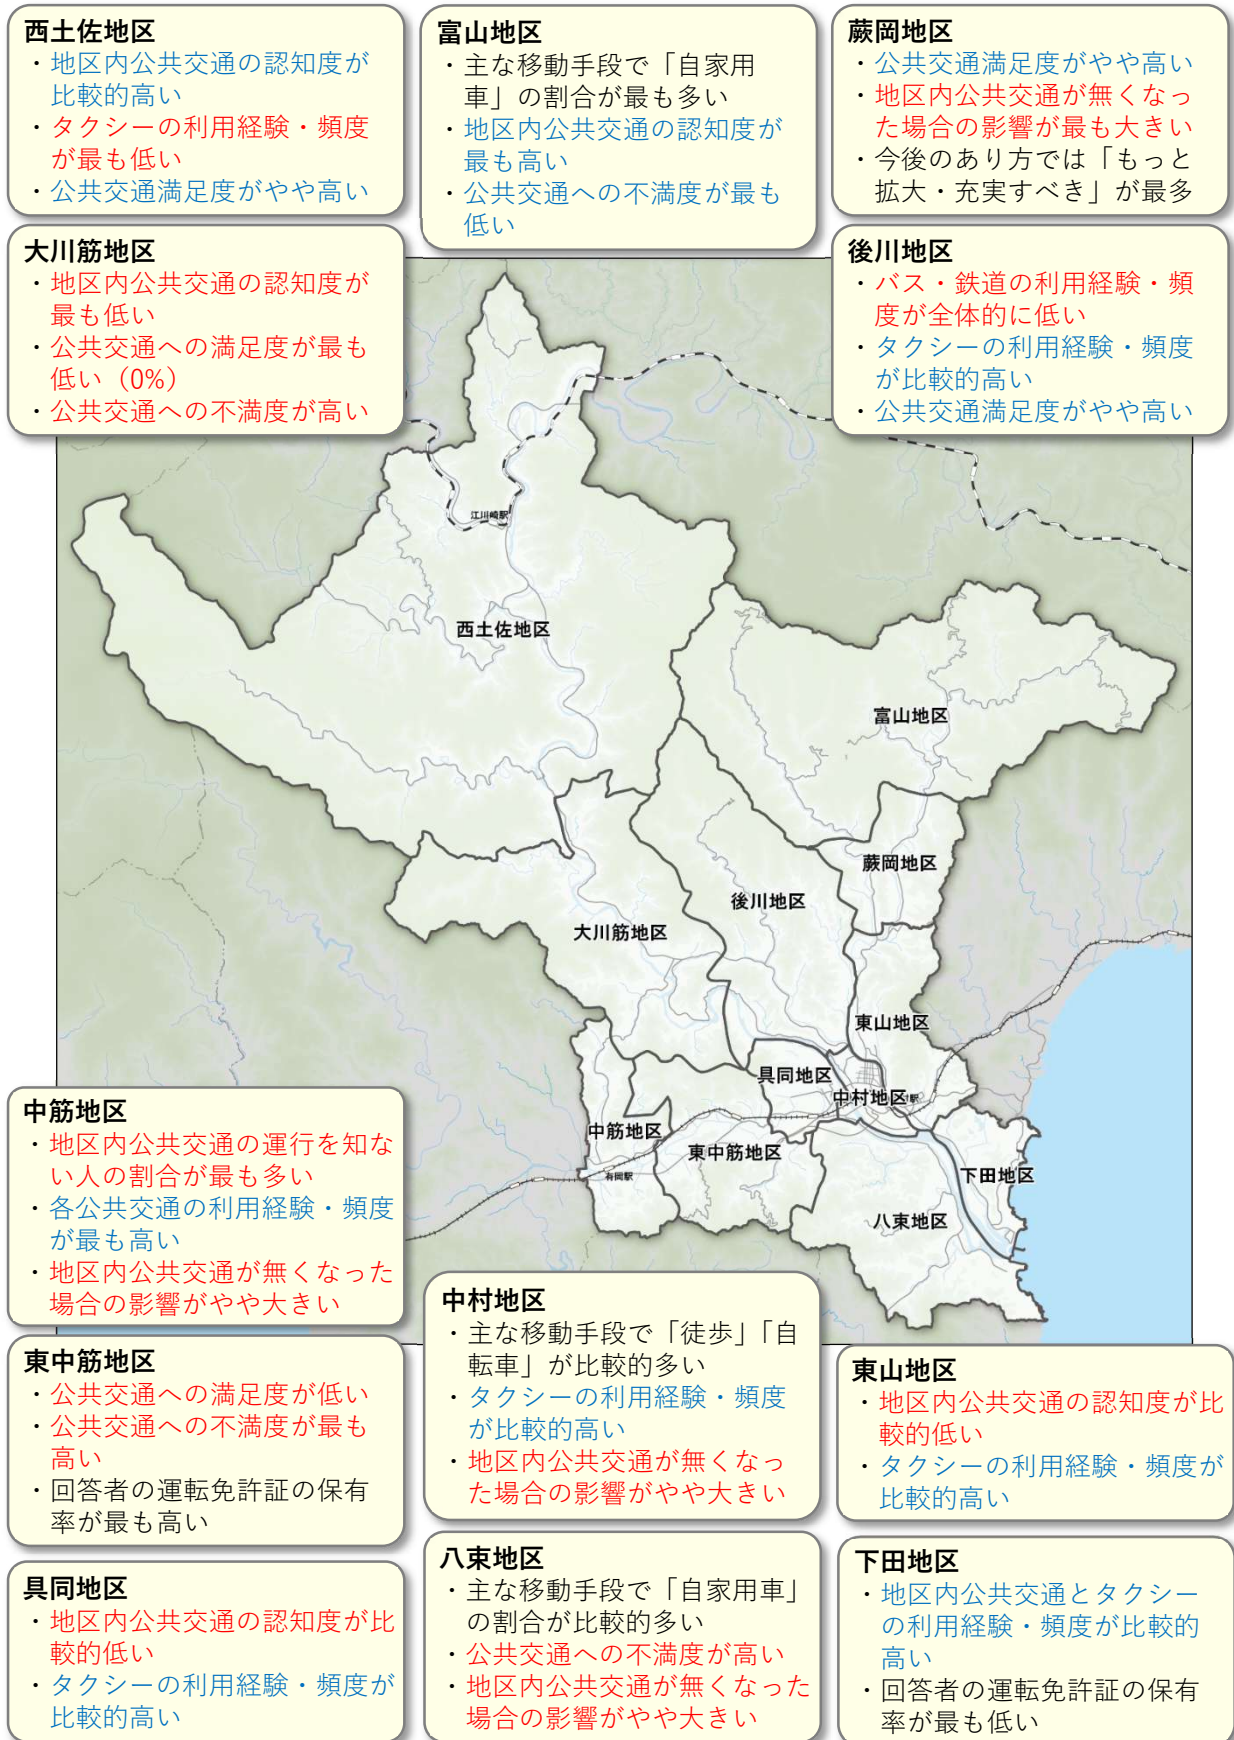 西土佐地区
・地区内公共交通の認知度が
比較的高い
・タクシーの利用経験・頻度
が最も低い
・公共交通満足度がやや高い
富山地区
・主な移動手段で「自家用
車」の割合が最も多い
・地区内公共交通の認知度が
最も高い
・公共交通への不満度が最も
低い
蕨岡地区
・公共交通満足度がやや高い
・地区内公共交通が無くなっ
た場合の影響が最も大きい
・今後のあり方では「もっと
拡大・充実すべき」が最多
大川筋地区
・地区内公共交通の認知度が
最も低い
・公共交通への満足度が最も
低い（0%）
・公共交通への不満度が高い
後川地区
・バス・鉄道の利用経験・頻
度が全体的に低い
・タクシーの利用経験・頻度
が比較的高い
・公共交通満足度がやや高い
江川崎駅
西土佐地区
富山地区
蕨岡地区
後川地区
大川筋地区
東山地区
具同地区
中村地区
駅
中筋地区
東中筋地区
有岡駅
下田地区
八束地区
中筋地区
・地区内公共交通の運行を知な
い人の割合が最も多い
・各公共交通の利用経験・頻度
が最も高い
・地区内公共交通が無くなった
場合の影響がやや大きい
中村地区
・主な移動手段で「徒歩」「自
転車」が比較的多い
・タクシーの利用経験・頻度
が比較的高い
・地区内公共交通が無くなっ
た場合の影響がやや大きい
東中筋地区
・公共交通への満足度が低い
・公共交通への不満度が最も
高い
・回答者の運転免許証の保有
率が最も高い
東山地区
・地区内公共交通の認知度が比
較的低い
・タクシーの利用経験・頻度が
比較的高い
具同地区
・地区内公共交通の認知度が比
較的低い
・タクシーの利用経験・頻度が
比較的高い
八束地区
・主な移動手段で「自家用車」
の割合が比較的多い
・公共交通への不満度が高い
・地区内公共交通が無くなった
場合の影響がやや大きい
下田地区
・地区内公共交通とタクシー
の利用経験・頻度が比較的
高い
・回答者の運転免許証の保有
率が最も低い